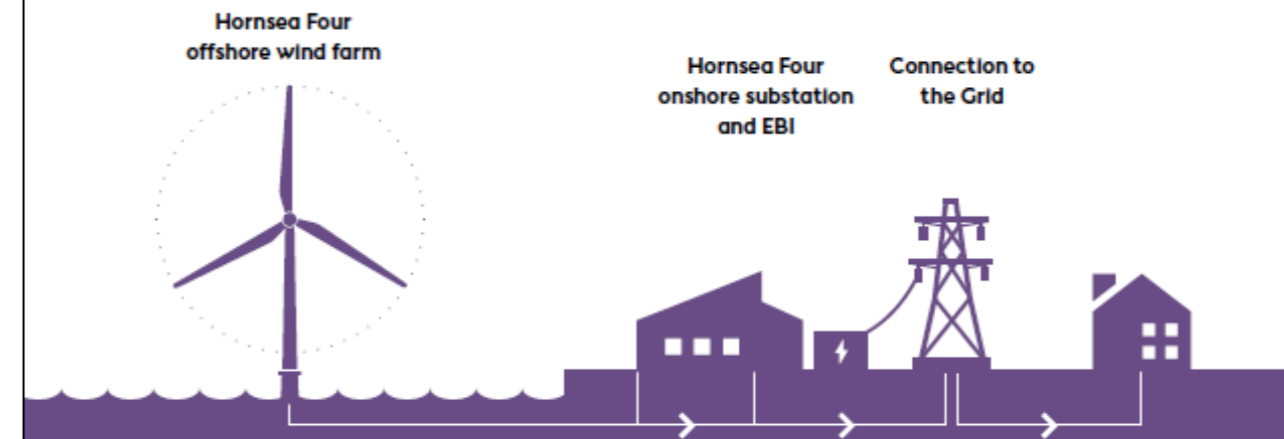 Hornsea Four
offshore wind farm
Hornsea Four
onshore substation
and EBI
Connection to
the Grid